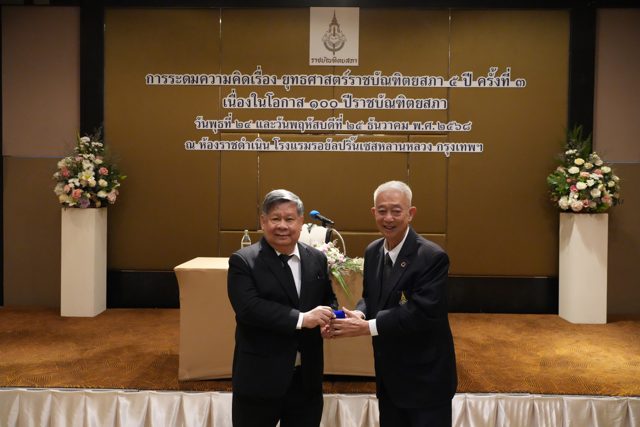 ราชบัณฑิตยสภา
การระดมความคิดเรื่อง ยุทธศาสตร์ราชบัณฑิตยสภา ๕ ปี ครั้งที่ ๓
เนื่องในโอกาส ๑๐๐ ปีราชบัณฑิตยสภา
วันพุธที่ ๒๔ และวันพฤหัสบดีที่ ๒๕ ธันวาคม พ.ศ. ๒๕๖๘
ณ ห้องราชดำเนิน โรงแรมรอยัลปริ๊นเซสหลานหลวง กรุงเทพฯ